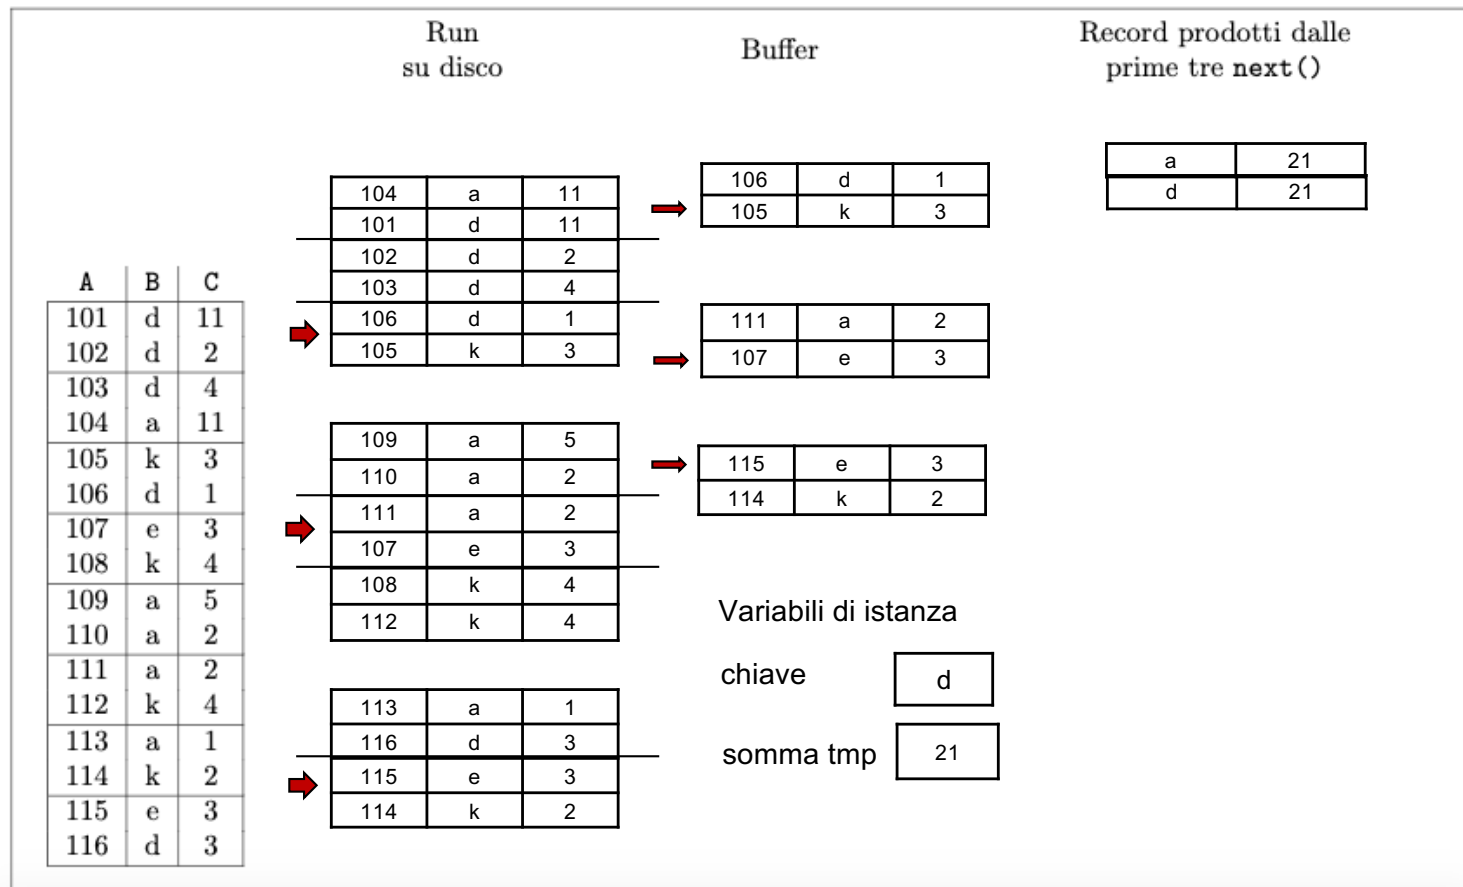 Run
su disco
Buffer
Record prodotti dalle
prime tre next()
A B C
101 d 11
102 d 2
103 d 4
104 a 11
105 k 3
106 d 1
107 e 3
108 k 4
109 a 5
110 a 2
111 a 2
112 k 4
113 a 1
114 k 2
115 e 3
116 d 3
104 a 11
101 d 11
102 d 2
103 d 4
106 d 1
105 k 3
109 a 5
110 a 2
111 a 2
107 e 3
108 k 4
112 k 4
113 a 1
116 d 3
115 e 3
114 k 2
106 d 1
105 k 3
111 a 2
107 e 3
115 e 3
114 k 2
Variabili di istanza
chiave d
somma tmp 21
a 21
d 21